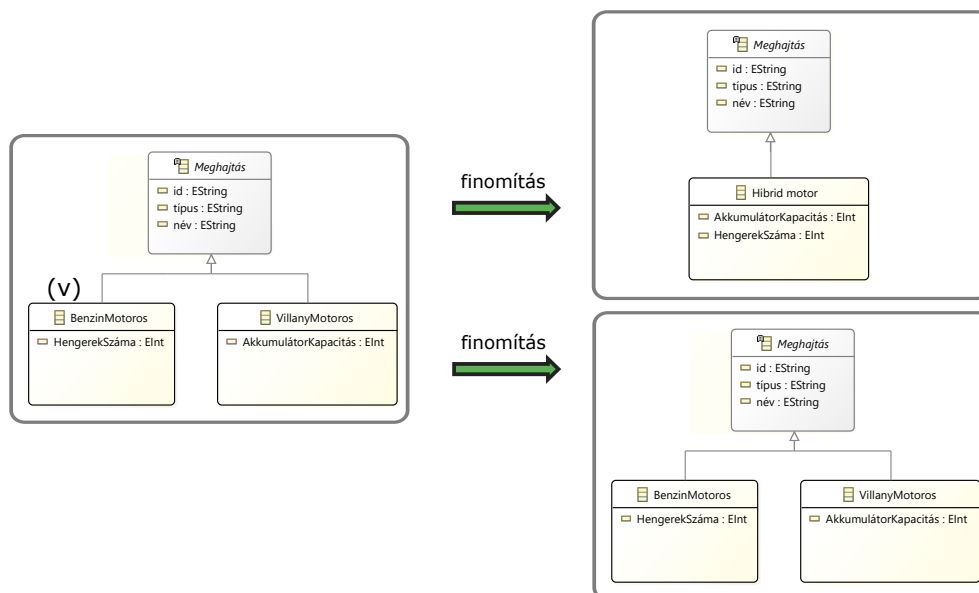 Meghajtás
id : EString
típus : EString
név : EString
(v)
BenzinMotoros
HengerekSzáma : EInt
VillanyMotoros
AkkumulátorKapacitás : EInt
finomítás
finomítás
Meghajtás
id : EString
típus : EString
név : EString
Hibrid motor
AkkumulátorKapacitás : EInt
HengerekSzáma : EInt
Meghajtás
id : EString
típus : EString
név : EString
BenzinMotoros
HengerekSzáma : EInt
VillanyMotoros
AkkumulátorKapacitás : EInt